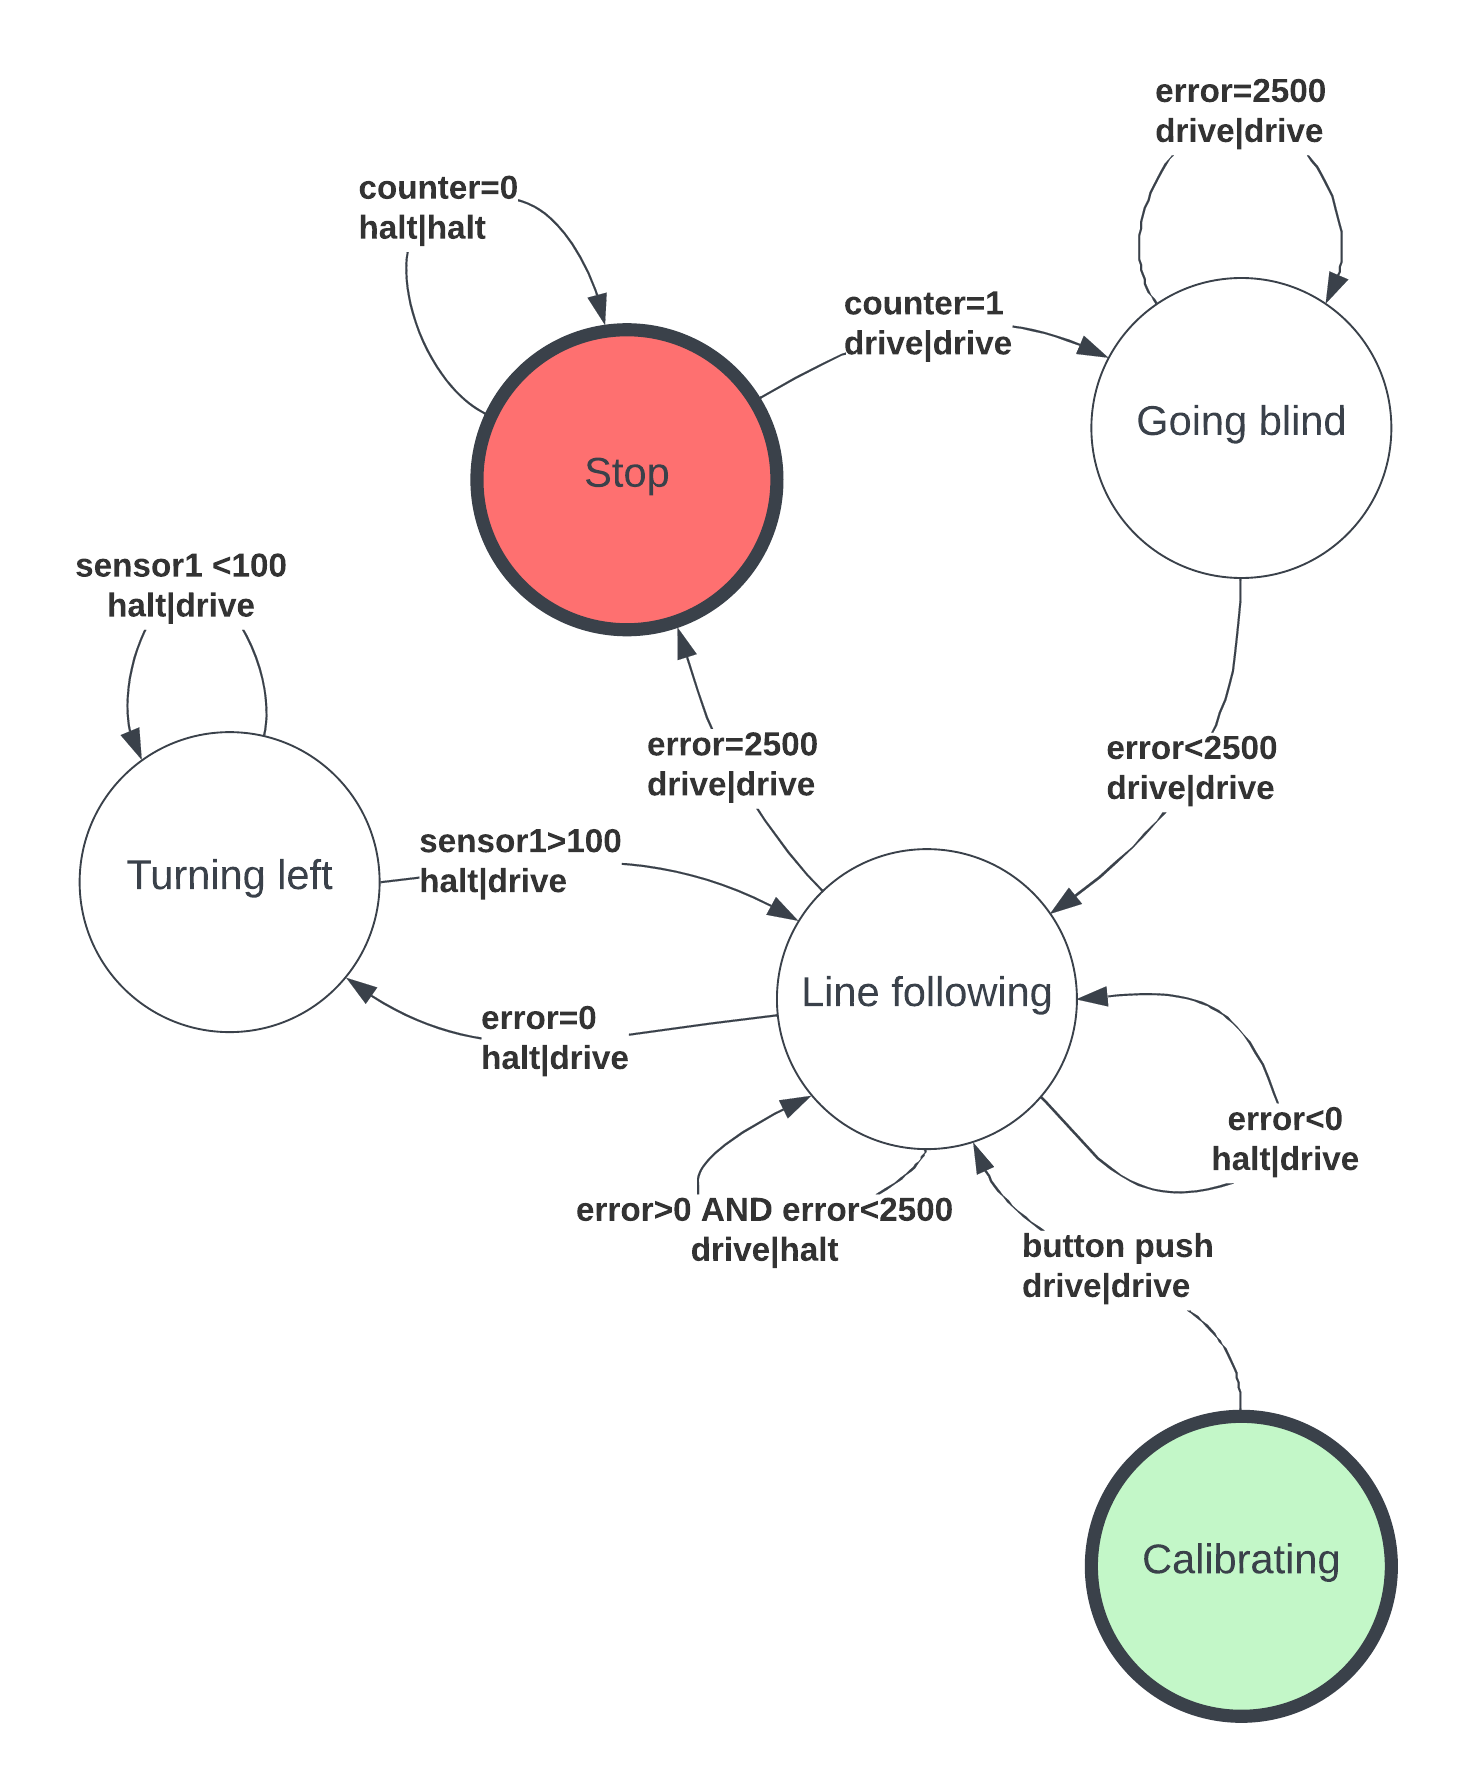 error=2500
drive|drive
counter=0
halt|halt
counter=1
drive|drive
Going blind
Stop
sensor1 <100
halt|drive
error=2500
drive|drive
error<2500
drive|drive
sensor1>100
halt|drive
Turning left
Line following
error=0
halt|drive
error<0
halt|drive
error>0 AND error<2500
drive|halt
button push
drive|drive
Calibrating